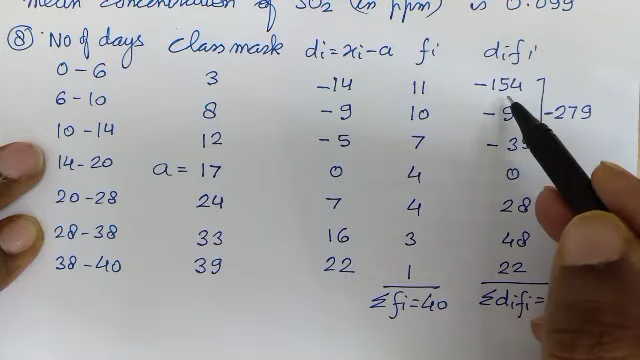 mean concentration of SO2 (in ppm) is 0.099
⑧ No of days Class mark di = xi - a fi difi
0 - 6 3 -14 11 -154
6 - 10 8 -9 10 -279
10 - 14 12 -5 7
14 - 20 a = 17 0 4 0
20 - 28 24 7 4 28
28 - 38 33 16 3 48
38 - 40 39 22 1 22
Σfi = 40 Σdifi =